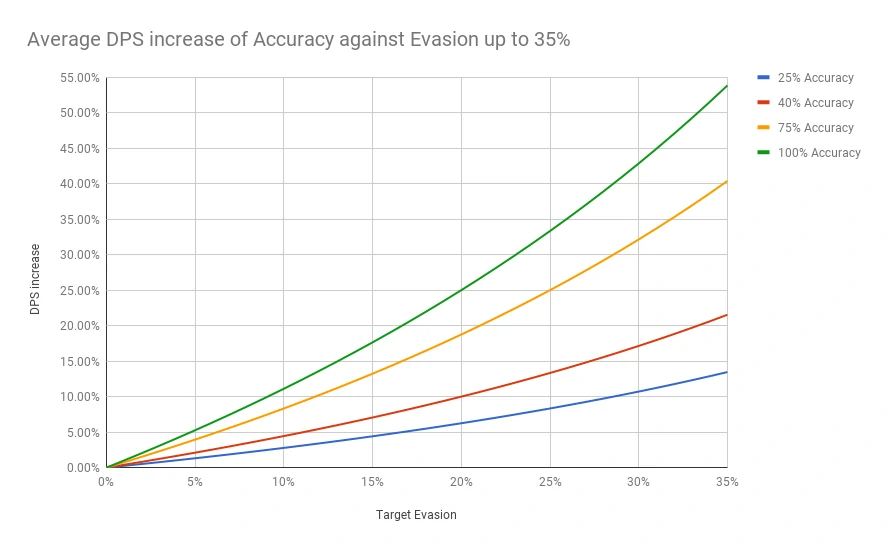 Average DPS increase of Accuracy against Evasion up to 35%
55.00%
50.00%
45.00%
40.00%
35.00%
30.00%
25.00%
20.00%
15.00%
10.00%
5.00%
0.00%
DPS increase
0%
5%
10%
15%
20%
25%
30%
35%
Target Evasion
25% Accuracy
40% Accuracy
75% Accuracy
100% Accuracy